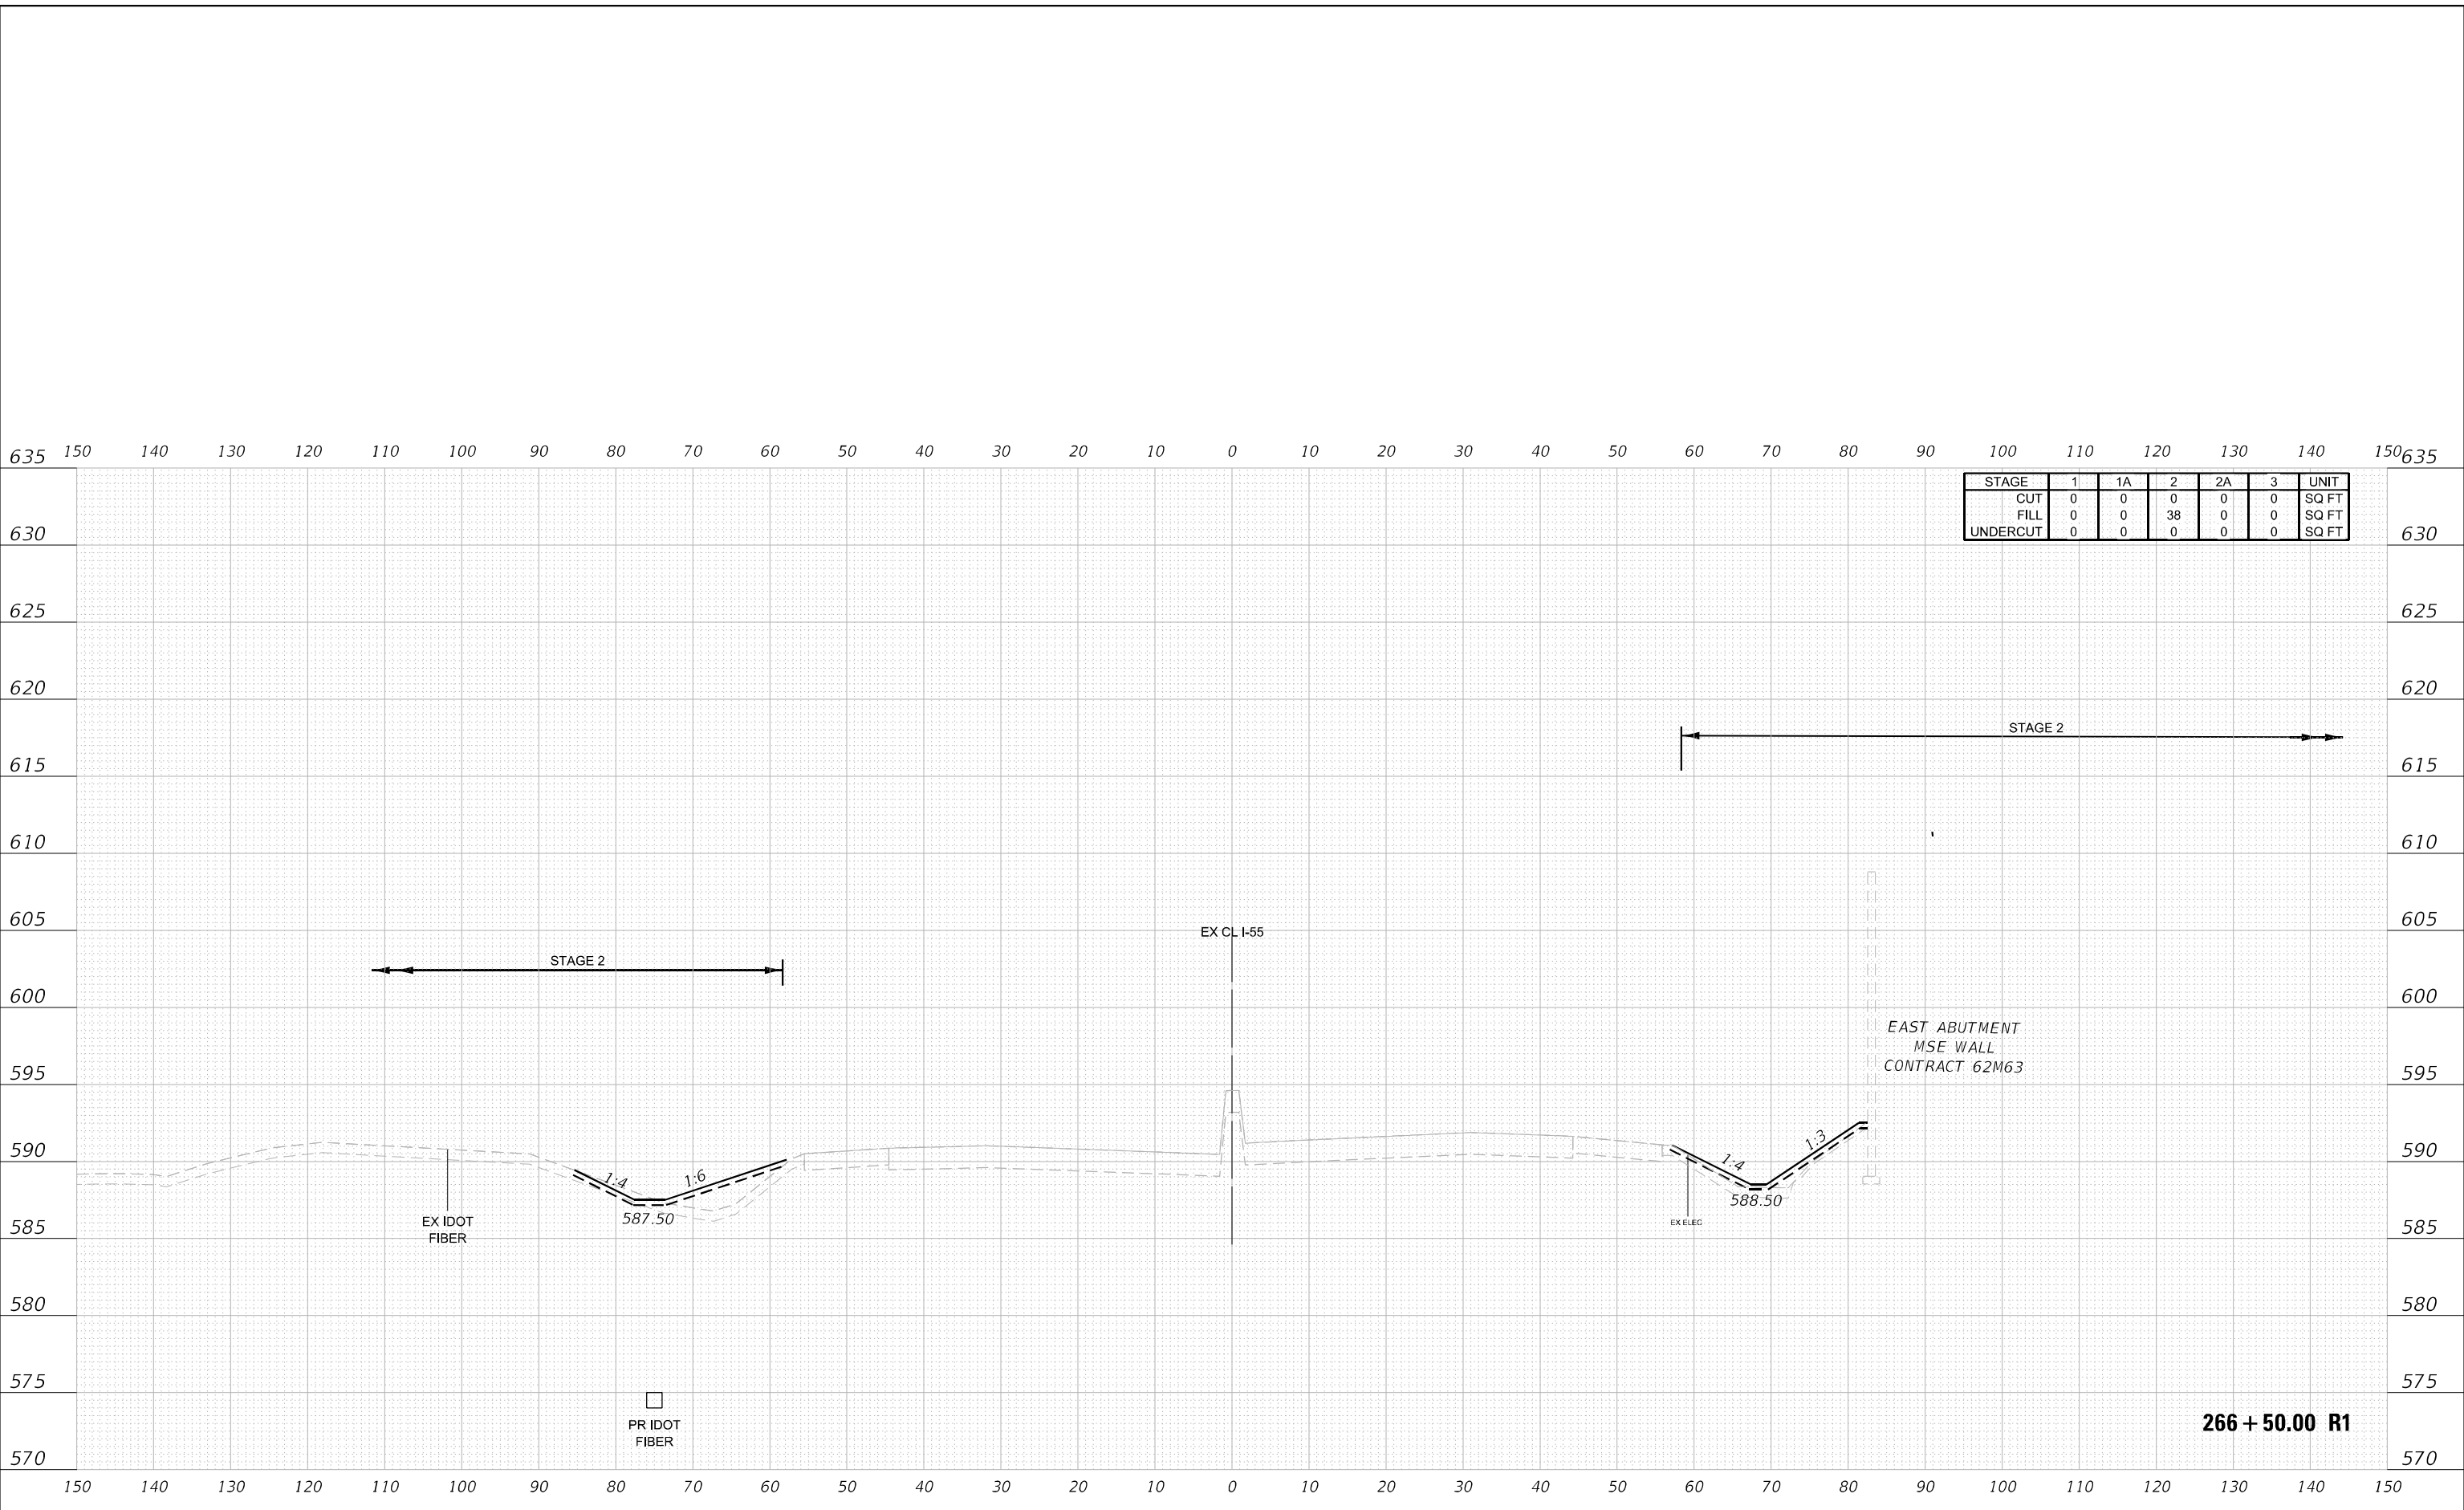 150 140 130 120 110 100 90 80 70 60 50 40 30 20 10 0 10 20 30 40 50 60 70 80 90 100 110 120 130 140 150
635 635
STAGE 1 1A 2 2A 3 UNIT
CUT 0 0 0 0 0 SQ FT
FILL 0 0 38 0 0 SQ FT
UNDERCUT 0 0 0 0 0 SQ FT
630 630
625 625
620 620
STAGE 2
615 615
610 610
605 605
EX CL I-55
STAGE 2
600 600
EAST ABUTMENT
MSE WALL
CONTRACT 62M63
595 595
590 590
1:4 1:6 1:4 1:3
587.50 588.50
EX IDOT
FIBER
EX ELEC
585 585
580 580
575 575
PR IDOT
FIBER
266+50.00 R1
570 570
150 140 130 120 110 100 90 80 70 60 50 40 30 20 10 0 10 20 30 40 50 60 70 80 90 100 110 120 130 140 150